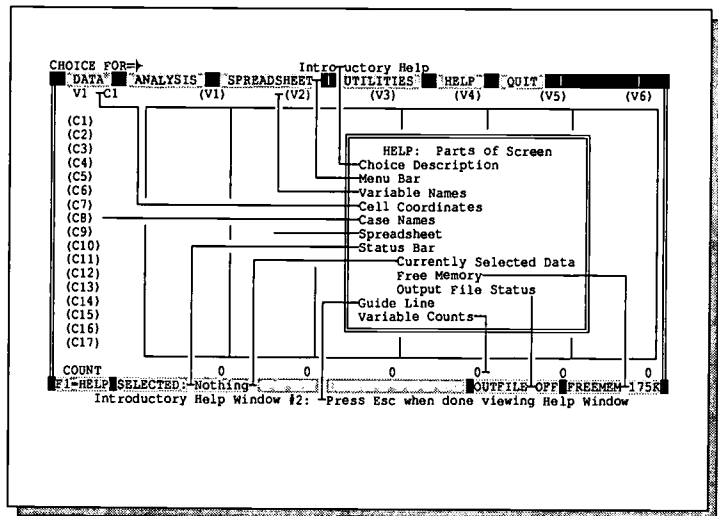 CHOICE FOR=
Introductory Help
DATA ANALYSIS SPREADSHEET UTILITIES HELP QUIT
V1 C1 (V1) (V2) (V3) (V4) (V5) (V6)
(C1)
(C2)
(C3)
(C4)
(C5)
(C6)
(C7)
(C8)
(C9)
(C10)
(C11)
(C12)
(C13)
(C14)
(C15)
(C16)
(C17)
HELP: Parts of Screen
Choice Description
Menu Bar
Variable Names
Cell Coordinates
Case Names
Spreadsheet
Status Bar
Currently Selected Data
Free Memory
Output File Status
Guide Line
Variable Counts
COUNT 0 0 0 0 0 0
F1=HELP SELECTED: Nothing OUTFILE OFF FREEMEM 175K
Introductory Help Window #2: Press Esc when done viewing Help Window